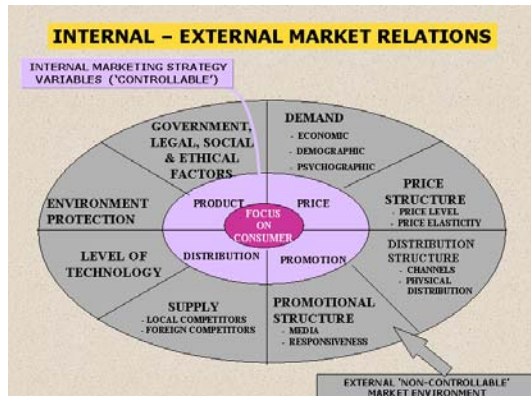 INTERNAL – EXTERNAL MARKET RELATIONS
INTERNAL MARKETING STRATEGY
VARIABLES ('CONTROLLABLE')
GOVERNMENT,
LEGAL, SOCIAL
& ETHICAL
FACTORS
DEMAND
- ECONOMIC
- DEMOGRAPHIC
- PSYCHOGRAPHIC
ENVIRONMENT
PROTECTION
PRODUCT
PRICE
PRICE
STRUCTURE
- PRICE LEVEL
- PRICE ELASTICITY
FOCUS
ON
CONSUMER
LEVEL OF
TECHNOLOGY
DISTRIBUTION
PROMOTION
DISTRIBUTION
STRUCTURE
- CHANNELS
- PHYSICAL
DISTRIBUTION
SUPPLY
- LOCAL COMPETITORS
- FOREIGN COMPETITORS
PROMOTIONAL
STRUCTURE
- MEDIA
- RESPONSIVENESS
EXTERNAL 'NON-CONTROLLABLE'
MARKET ENVIRONMENT